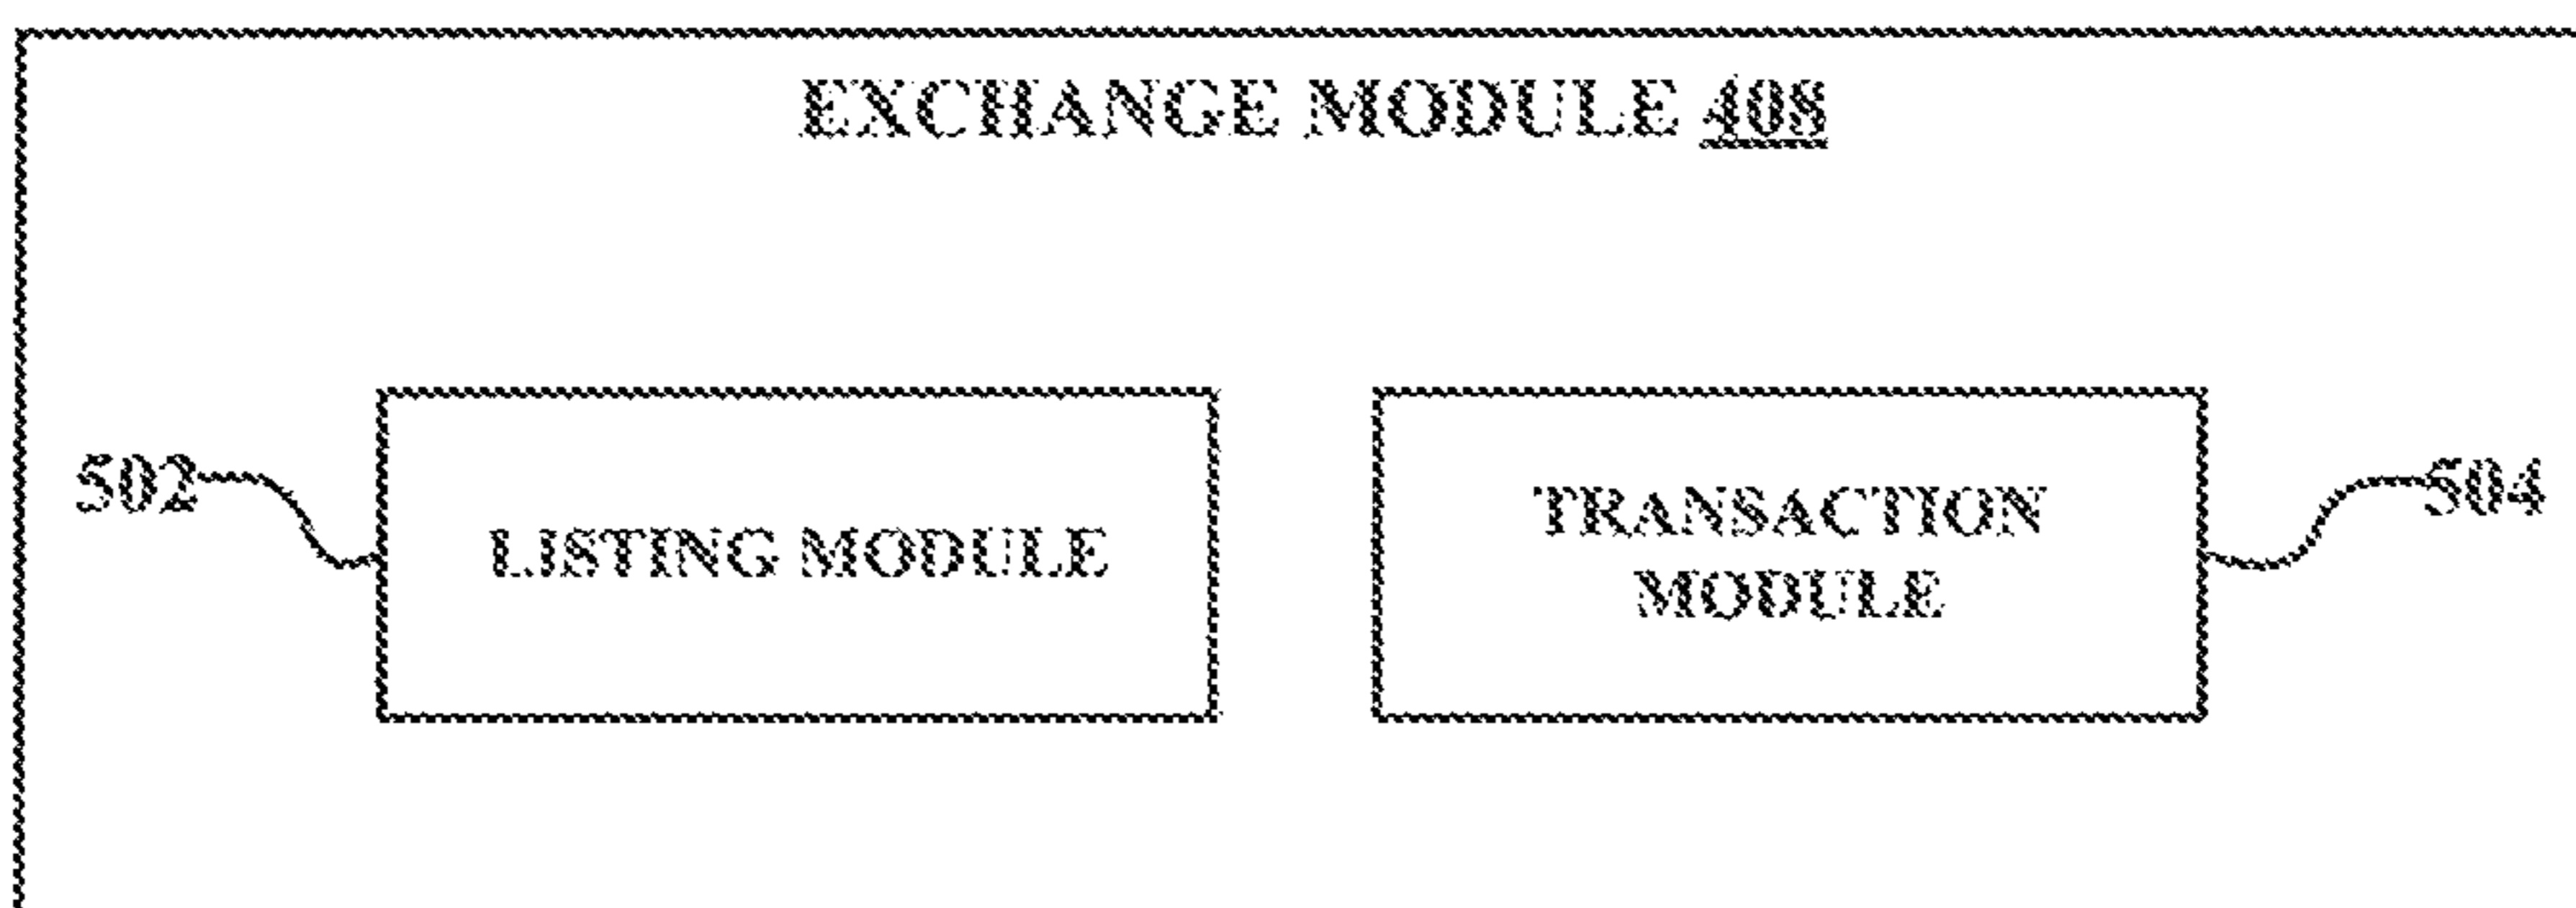 EXCHANGE MODULE 408
502
LISTING MODULE
TRANSACTION
MODULE
504